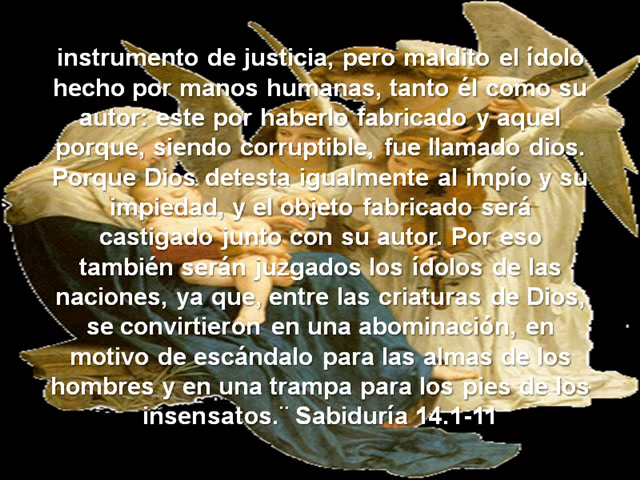 instrumento de justicia, pero maldito el ídolo
hecho por manos humanas, tanto él como su
autor: este por haberlo fabricado y aquel
porque, siendo corruptible, fue llamado dios.
Porque Dios detesta igualmente al impío y su
impiedad, y el objeto fabricado será
castigado junto con su autor. Por eso
también serán juzgados los ídolos de las
naciones, ya que, entre las criaturas de Dios,
se convirtieron en una abominación, en
motivo de escándalo para las almas de los
hombres y en una trampa para los pies de los
insensatos.¨ Sabiduría 14.1-11